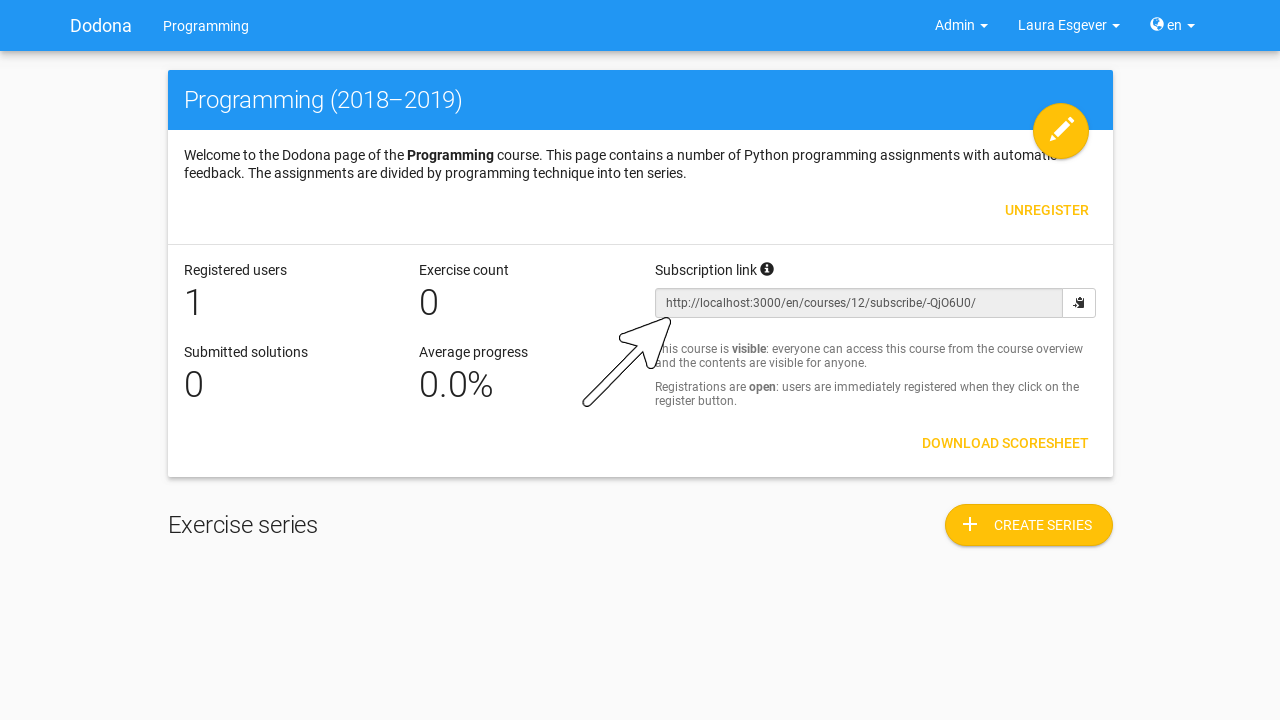 Dodona
Programming
Admin
Laura Esgever
en
Programming (2018–2019)
Welcome to the Dodona page of the Programming course. This page contains a number of Python programming assignments with automatic
feedback. The assignments are divided by programming technique into ten series.
UNREGISTER
Registered users
1
Exercise count
0
Subscription link
http://localhost:3000/en/courses/12/subscribe/-QjO6U0/
Submitted solutions
0
Average progress
0.0%
This course is visible: everyone can access this course from the course overview
and the contents are visible for anyone.
Registrations are open: users are immediately registered when they click on the
register button.
DOWNLOAD SCORESHEET
Exercise series
CREATE SERIES